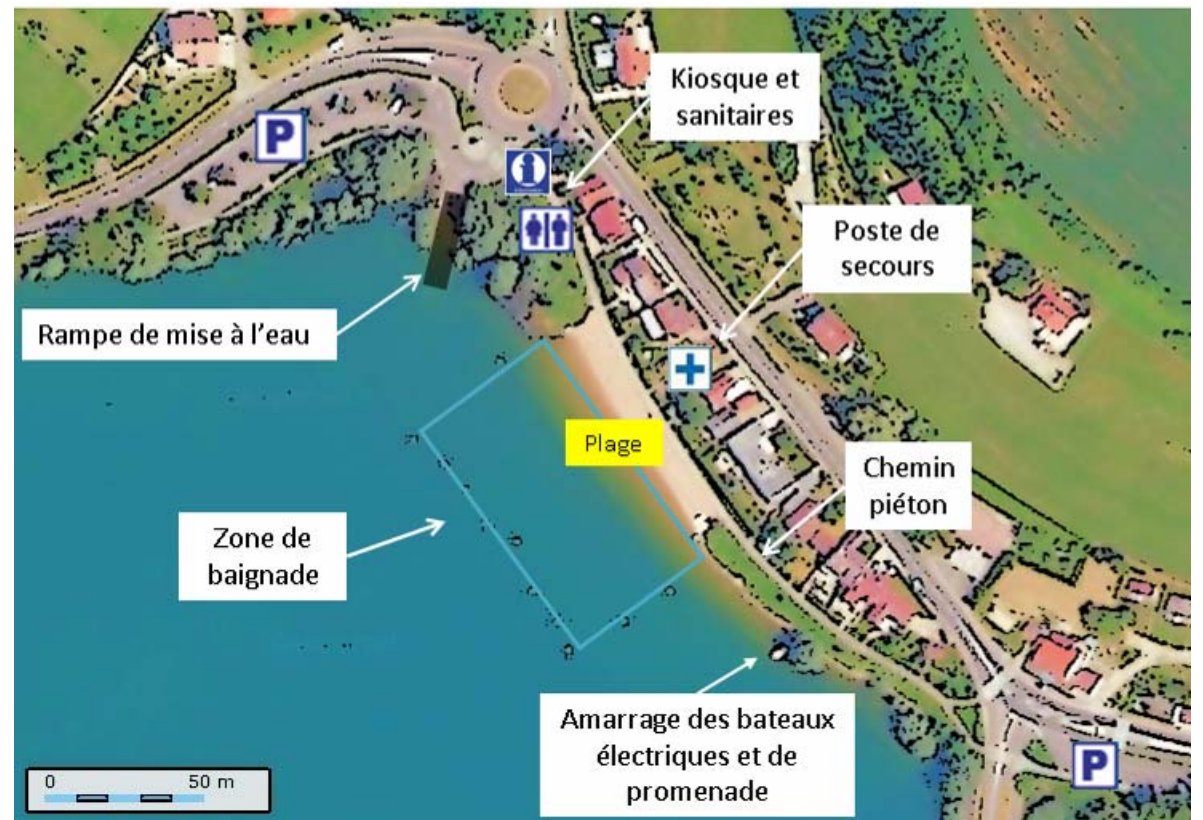 Kiosque et
sanitaires
P
i
Poste de
secours
Rampe de mise à l'eau
Plage
Chemin
piéton
Zone de
baignade
Amarrage des bateaux
électriques et de
promenade
P
0 50 m